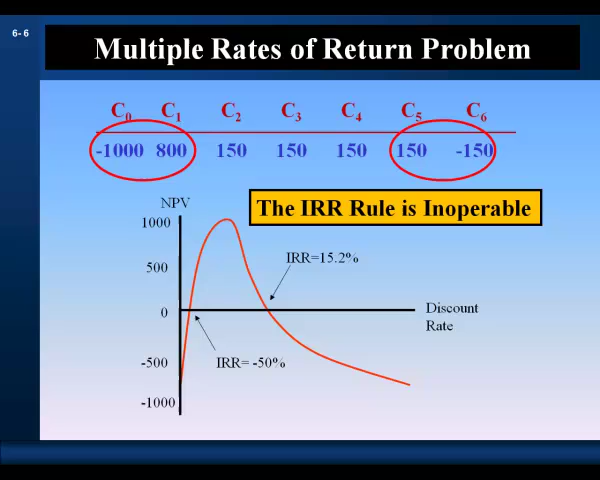 6-6
Multiple Rates of Return Problem
C0 C1 C2 C3 C4 C5 C6
-1000 800 150 150 150 150 -150
NPV
The IRR Rule is Inoperable
1000
IRR=15.2%
500
0
Discount
Rate
-500
IRR= -50%
-1000